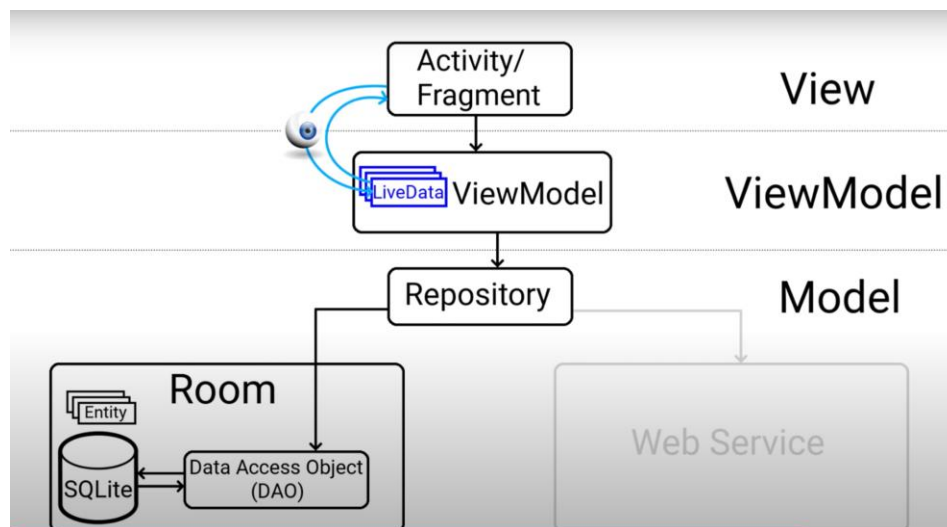 Activity/
Fragment
View
LiveData
ViewModel
ViewModel
Repository
Model
Room
Entity
SQLite
Data Access Object
(DAO)
Web Service